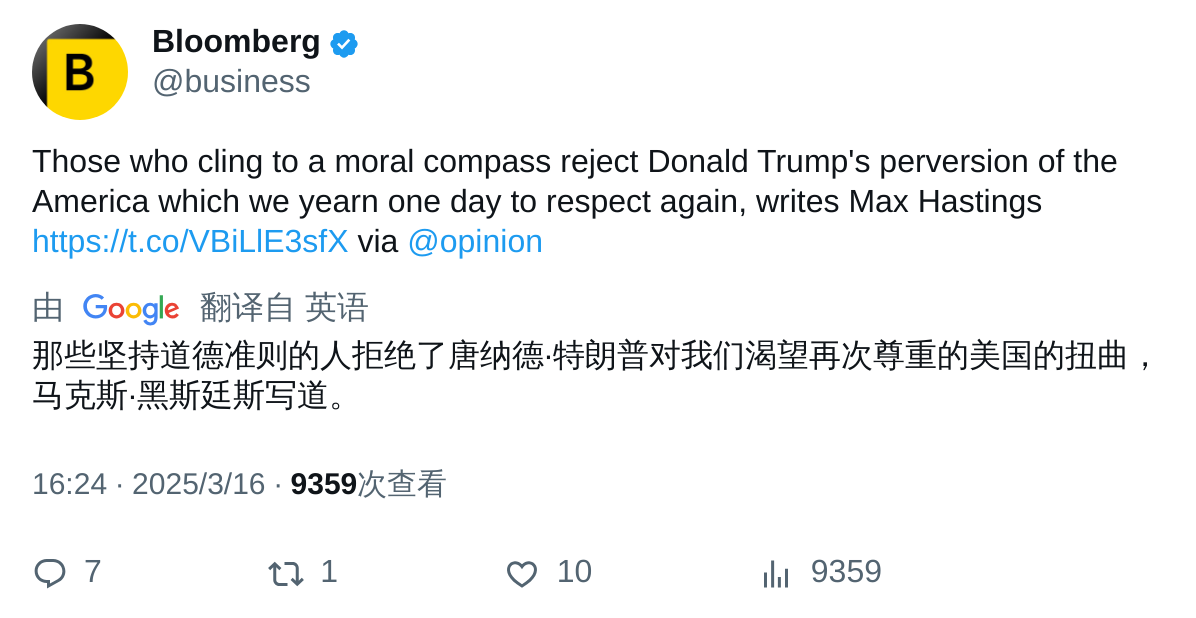 B
Bloomberg
@business
Those who cling to a moral compass reject Donald Trump's perversion of the
America which we yearn one day to respect again, writes Max Hastings
https://t.co/VBiLlE3sfX via @opinion
由 Google 翻译自 英语
那些坚持道德准则的人拒绝了唐纳德·特朗普对我们渴望再次尊重的美国的扭曲，
马克斯·黑斯廷斯写道。
16:24 · 2025/3/16 · 9359次查看
7 1 10 9359